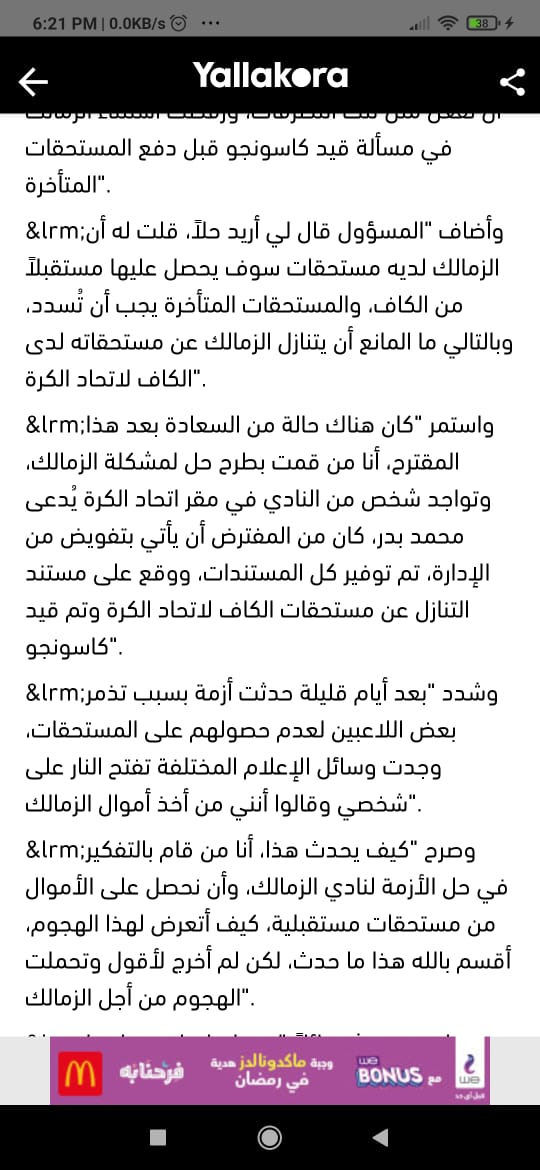 6:21 PM | 0.0KB/s ...
38
Yallakora
في مسألة قيد كاسونجو قبل دفع المستحقات
المتأخرة".
وأضاف "المسؤول قال لي أريد حلاً، قلت له أن&lrm;
الزمالك لديه مستحقات سوف يحصل عليها مستقبلاً
من الكاف، والمستحقات المتأخرة يجب أن تُسدد،
وبالتالي ما المانع أن يتنازل الزمالك عن مستحقاته لدى
الكاف لاتحاد الكرة".
واستمر "كان هناك حالة من السعادة بعد هذا&lrm;
المقترح، أنا من قمت بطرح حل لمشكلة الزمالك،
وتواجد شخص من النادي في مقر اتحاد الكرة يُدعى
محمد بدر، كان من المفترض أن يأتي بتفويض من
الإدارة، تم توفير كل المستندات، ووقع على مستند
التنازل عن مستحقات الكاف لاتحاد الكرة وتم قيد
كاسونجو".
وشدد "بعد أيام قليلة حدثت أزمة بسبب تذمر&lrm;
بعض اللاعبين لعدم حصولهم على المستحقات،
وجدت وسائل الإعلام المختلفة تفتح النار على
شخصي وقالوا أنني من أخذ أموال الزمالك".
وصرح "كيف يحدث هذا، أنا من قام بالتفكير&lrm;
في حل الأزمة لنادي الزمالك، وأن نحصل على الأموال
من مستحقات مستقبلية، كيف أتعرض لهذا الهجوم،
أقسم بالله هذا ما حدث، لكن لم أخرج لأقول وتحملت
الهجوم من أجل الزمالك".
فرحنابه
وجبة ماكدونالدز هدية
في رمضان
مع we BONUS
we